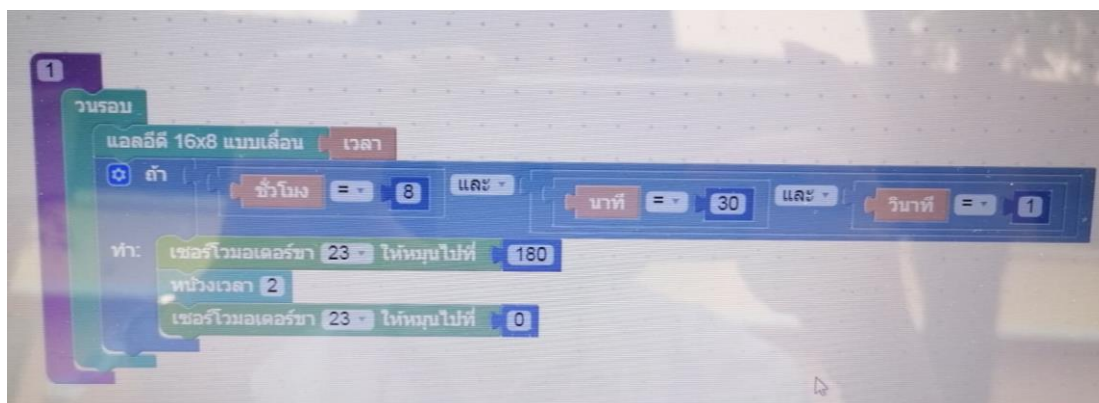 1
วนรอบ
แอลอีดี 16x8 แบบเลื่อน เวลา
ถ้า ชั่วโมง = 8 และ นาที = 30 และ วินาที = 1
ทำ: เซอร์โวมอเตอร์ขา 23 ให้หมุนไปที่ 180
หน่วงเวลา 2
เซอร์โวมอเตอร์ขา 23 ให้หมุนไปที่ 0